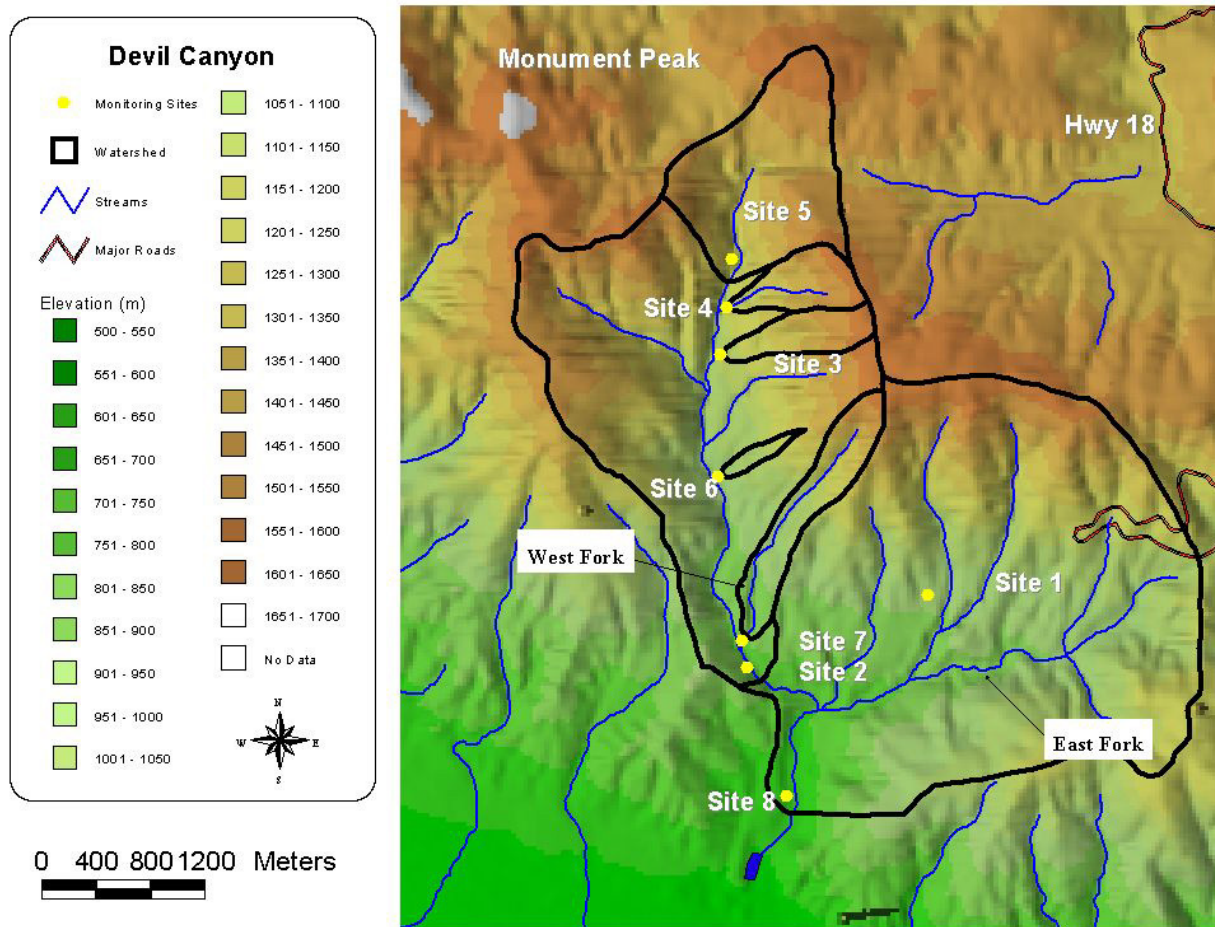 Devil Canyon
Monitoring Sites
Watershed
Streams
Major Roads
Elevation (m)
500 - 550
551 - 600
601 - 650
651 - 700
701 - 750
751 - 800
801 - 850
851 - 900
901 - 950
951 - 1000
1001 - 1050
1051 - 1100
1101 - 1150
1151 - 1200
1201 - 1250
1251 - 1300
1301 - 1350
1351 - 1400
1401 - 1450
1451 - 1500
1501 - 1550
1551 - 1600
1601 - 1650
1651 - 1700
No Data
N
W E
S
0 400 800 1200 Meters
Monument Peak
Hwy 18
Site 5
Site 4
Site 3
Site 6
West Fork
Site 1
Site 7
Site 2
East Fork
Site 8